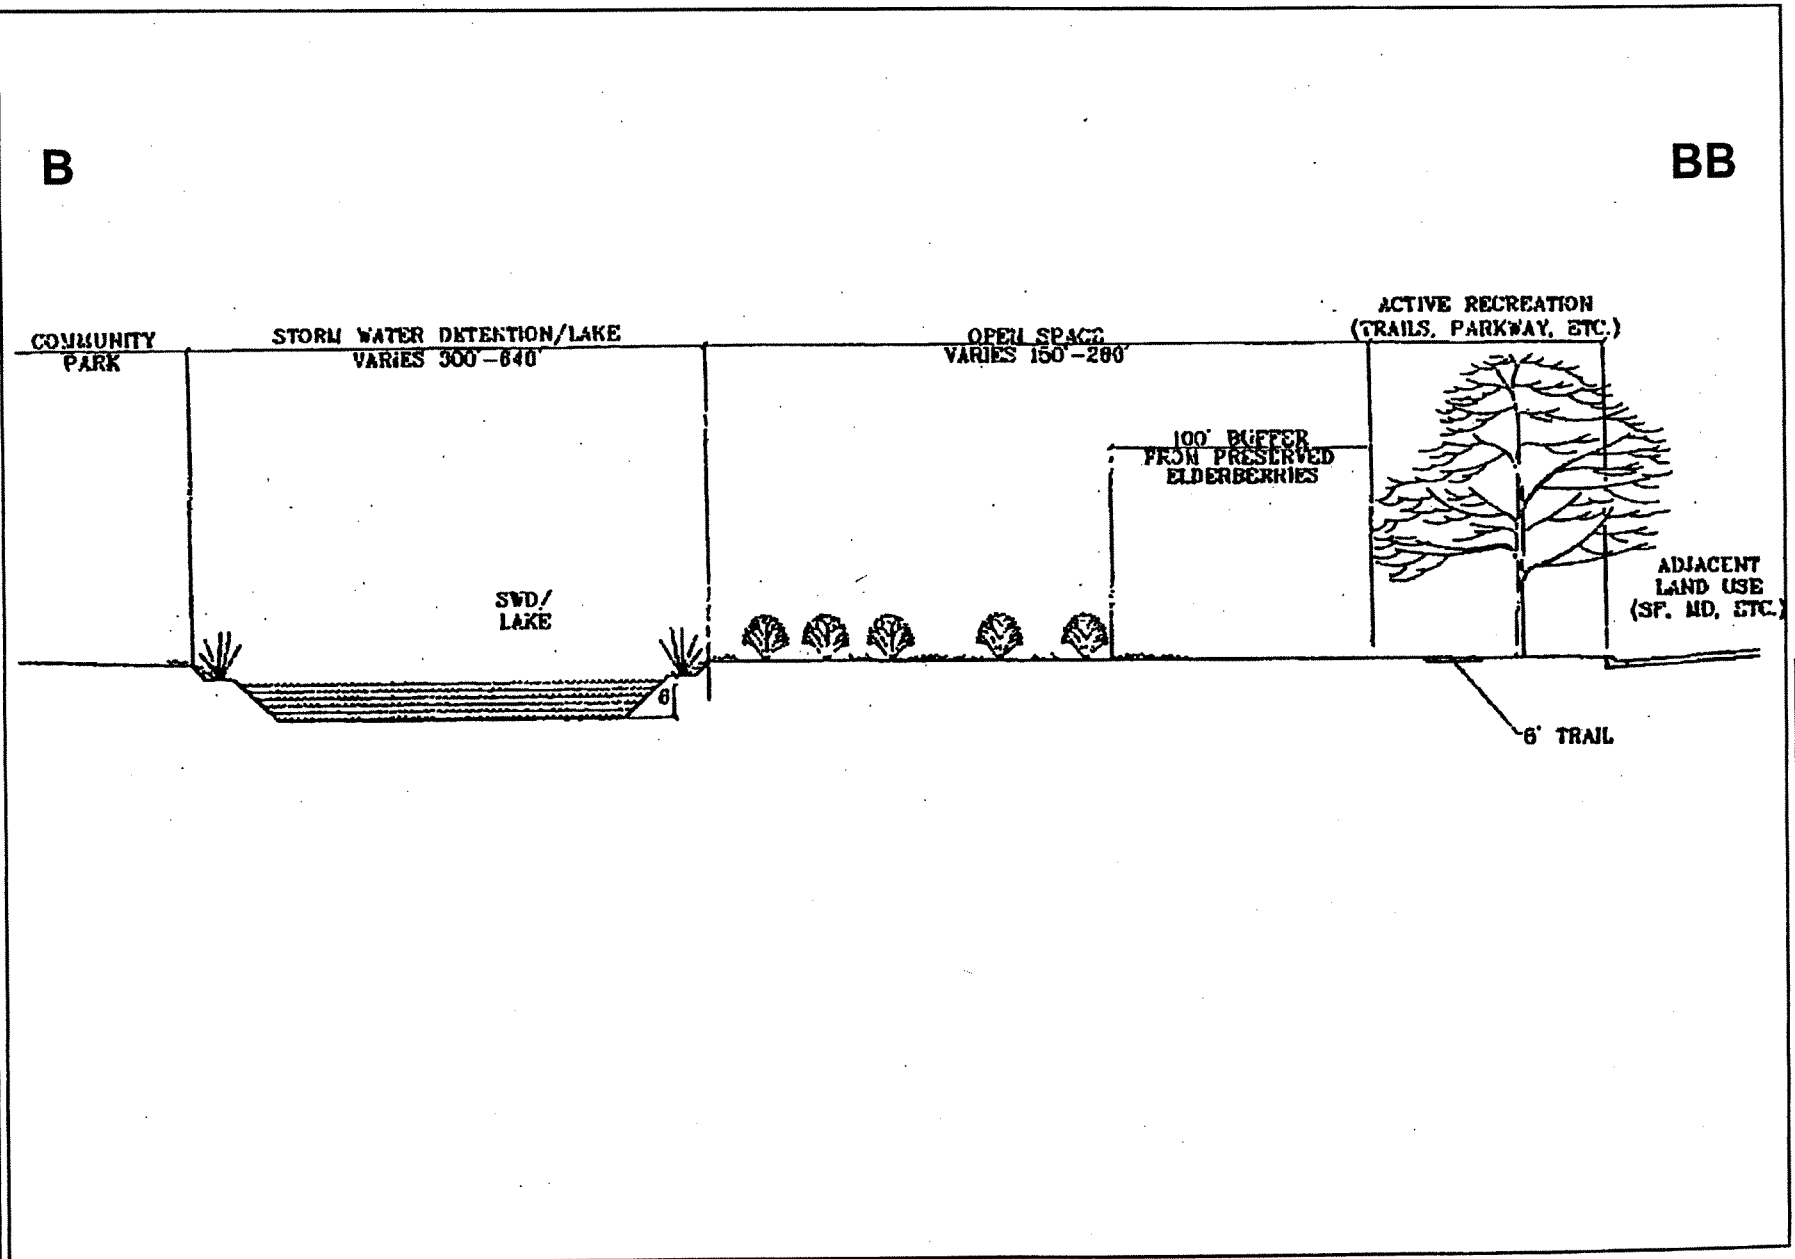 B
BB
COMMUNITY
PARK
STORM WATER DETENTION/LAKE
VARIES 300'-640'
OPEN SPACE
VARIES 150'-280'
ACTIVE RECREATION
(TRAILS, PARKWAY, ETC.)
100' BUFFER
FROM PRESERVED
ELDERBERRIES
SWD/
LAKE
ADJACENT
LAND USE
(SF, MD, ETC.)
6'
6' TRAIL